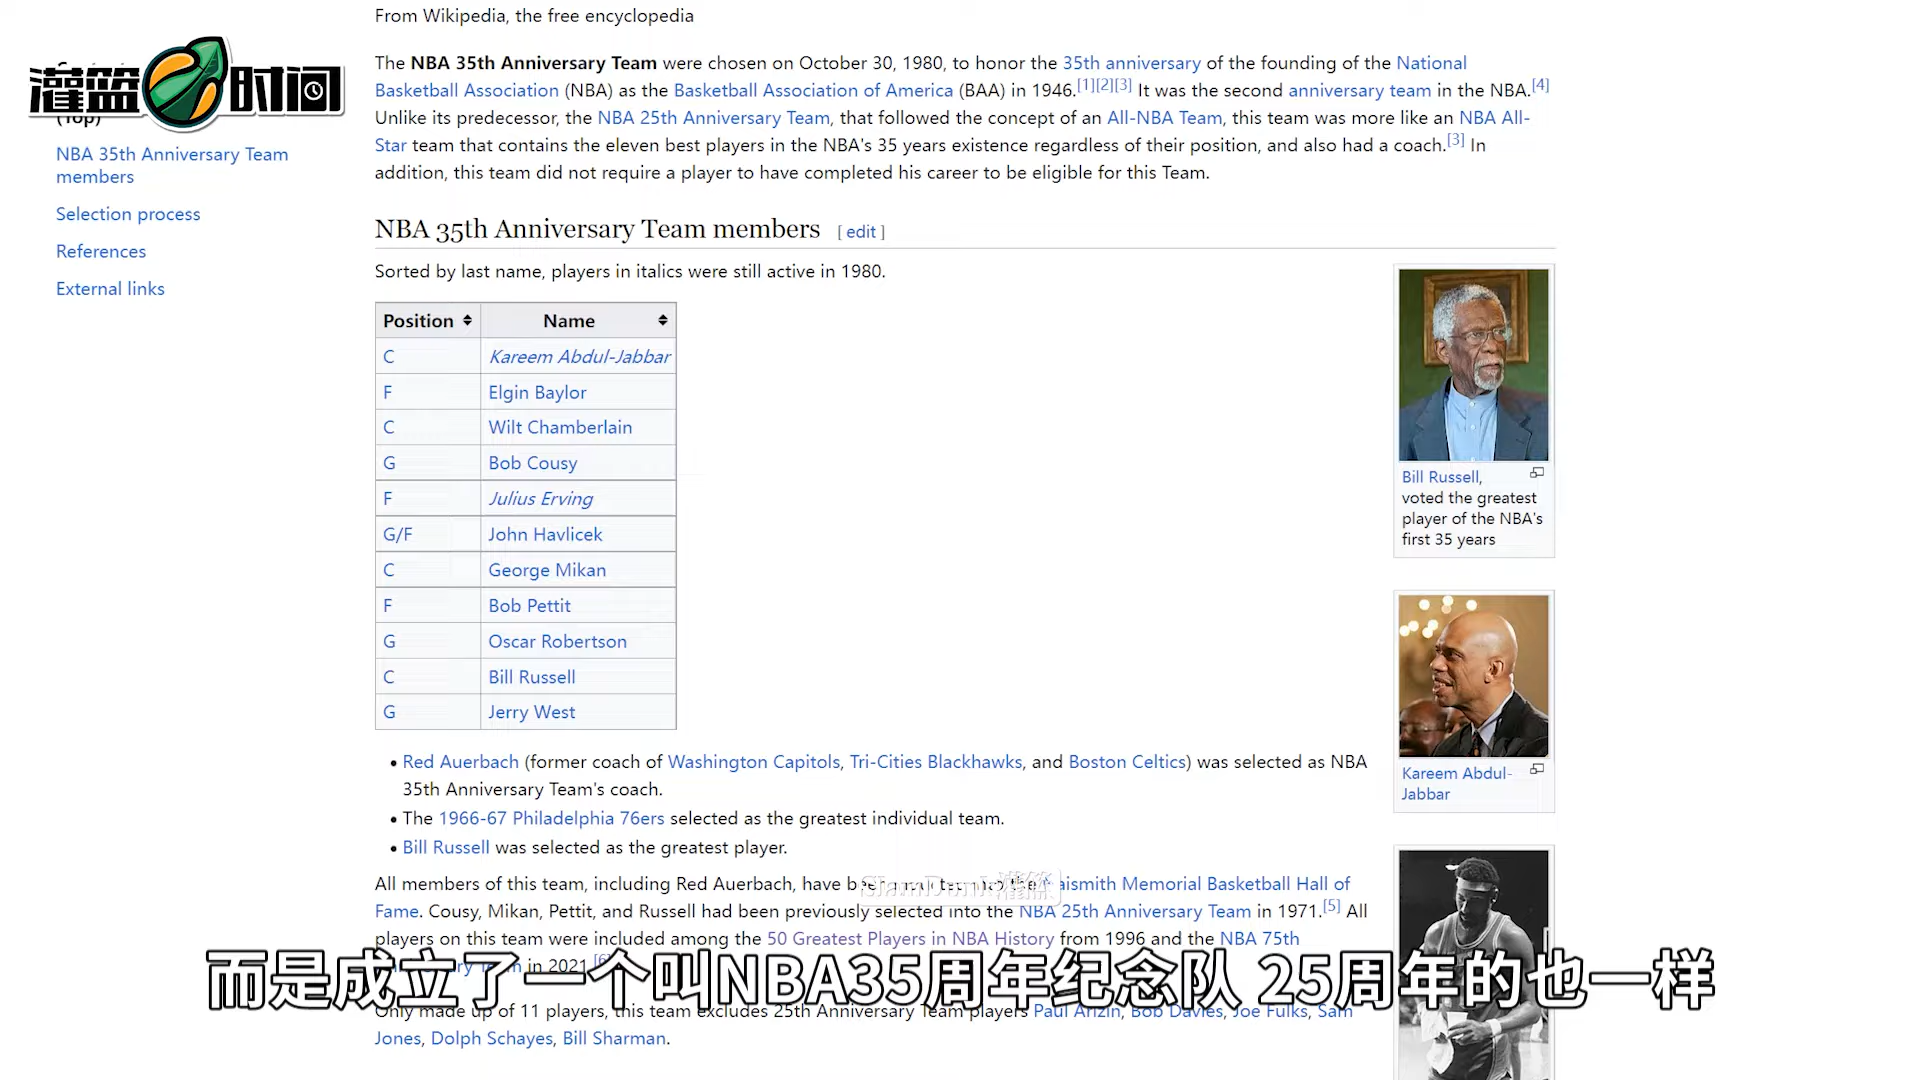 From Wikipedia, the free encyclopedia
灌篮时间
(Top)
NBA 35th Anniversary Team
members
Selection process
References
External links
The NBA 35th Anniversary Team were chosen on October 30, 1980, to honor the 35th anniversary of the founding of the National
Basketball Association (NBA) as the Basketball Association of America (BAA) in 1946.[1][2][3] It was the second anniversary team in the NBA.[4]
Unlike its predecessor, the NBA 25th Anniversary Team, that followed the concept of an All-NBA Team, this team was more like an NBA All-
Star team that contains the eleven best players in the NBA's 35 years existence regardless of their position, and also had a coach.[3] In
addition, this team did not require a player to have completed his career to be eligible for this Team.
NBA 35th Anniversary Team members [ edit ]
Sorted by last name, players in italics were still active in 1980.
Position Name
C Kareem Abdul-Jabbar
F Elgin Baylor
C Wilt Chamberlain
G Bob Cousy
F Julius Erving
G/F John Havlicek
C George Mikan
F Bob Pettit
G Oscar Robertson
C Bill Russell
G Jerry West
Bill Russell,
voted the greatest
player of the NBA's
first 35 years
Kareem Abdul-
Jabbar
• Red Auerbach (former coach of Washington Capitols, Tri-Cities Blackhawks, and Boston Celtics) was selected as NBA
35th Anniversary Team's coach.
• The 1966-67 Philadelphia 76ers selected as the greatest individual team.
• Bill Russell was selected as the greatest player.
All members of this team, including Red Auerbach, have Memorial Basketball Hall of
SlamDunk灌篮
Fame. Cousy, Mikan, Pettit, and Russell had been previously selected into the NBA 25th Anniversary Team in 1971.[5] All
players on this team were included among the 50 Greatest Players in NBA History from 1996 and the NBA 75th
in 2021.[6]
而是成立了一个叫NBA35周年纪念队 25周年的也一样
Only made up of 11 players, this team excludes 25th Anniversary Team players Paul Arizin, Bob Davies, Joe Fulks, Sam
Jones, Dolph Schayes, Bill Sharman.